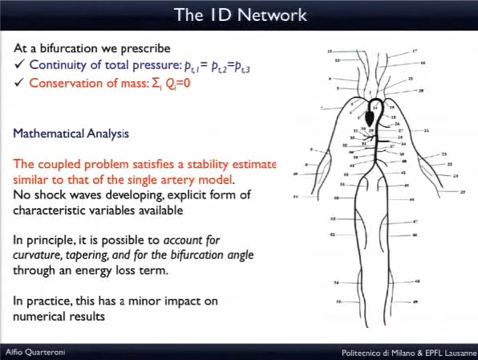 The 1D Network
At a bifurcation we prescribe
✓ Continuity of total pressure: pt,1= pt,2=pt,3
✓ Conservation of mass: Σi Qi=0
Mathematical Analysis
The coupled problem satisfies a stability estimate
similar to that of the single artery model.
No shock waves developing, explicit form of
characteristic variables available
In principle, it is possible to account for
curvature, tapering, and for the bifurcation angle
through an energy loss term.
In practice, this has a minor impact on
numerical results
Alfio Quarteroni
Politecnico di Milano & EPFL Lausanne